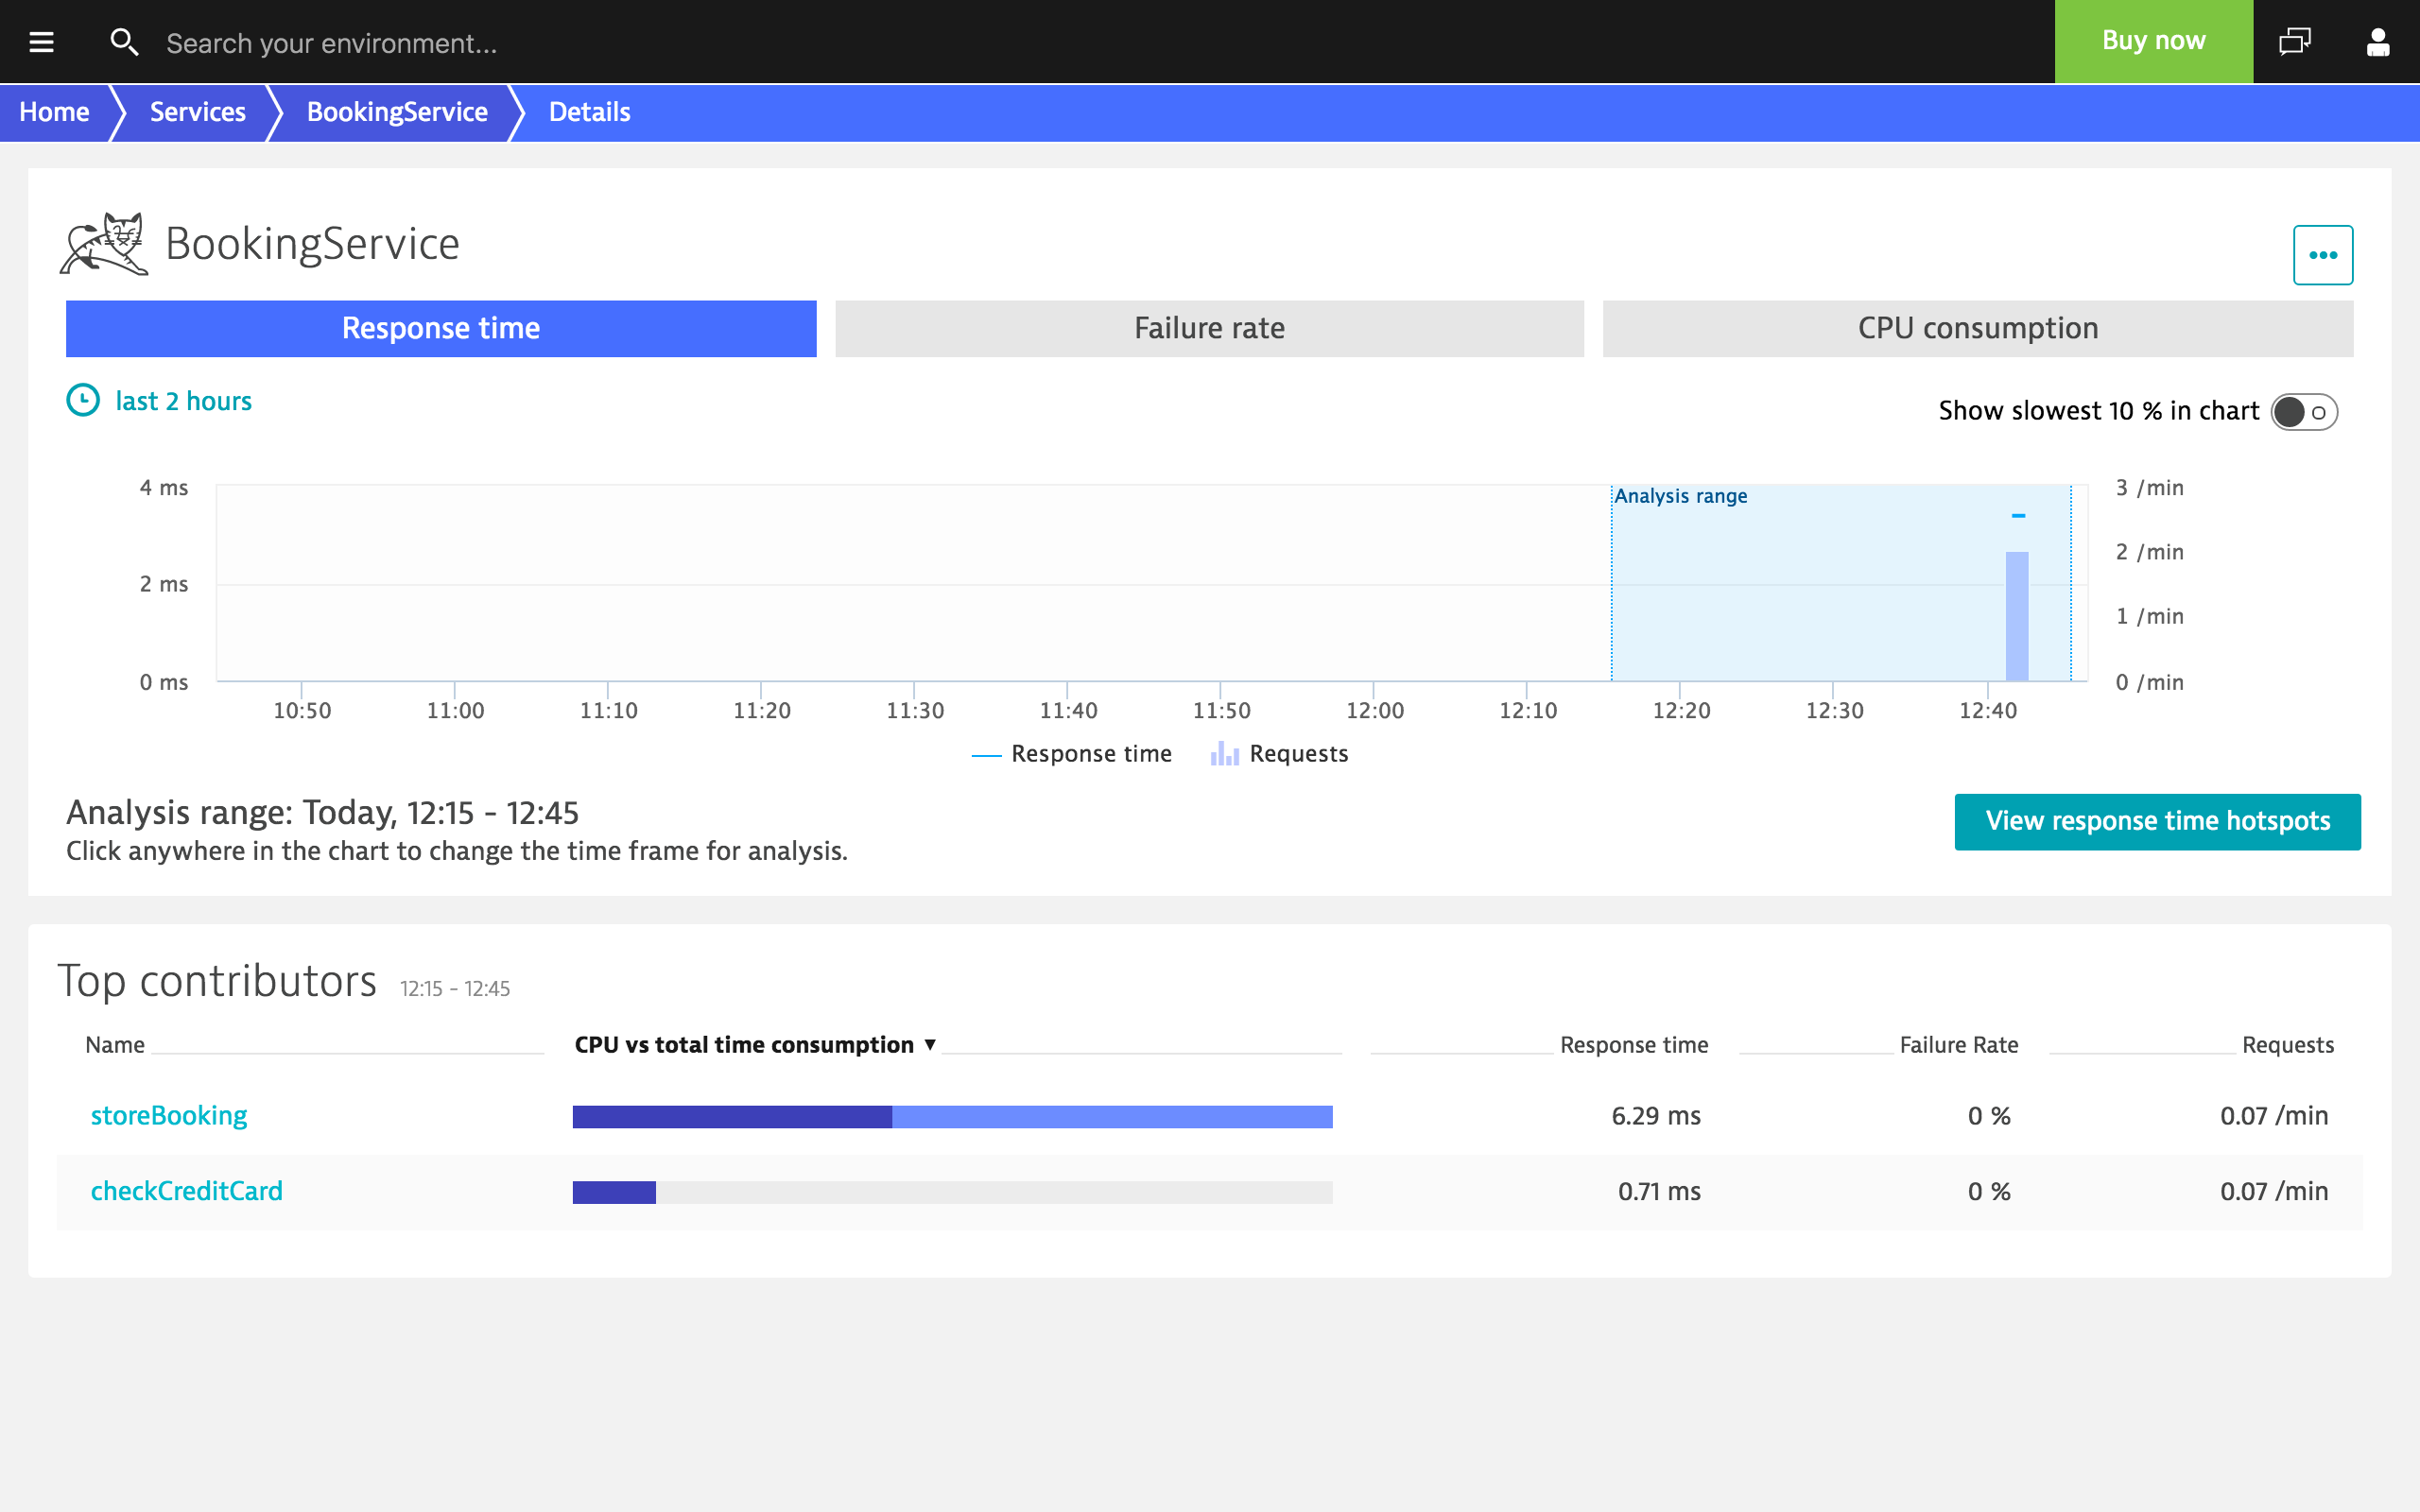 Search your environment...
Buy now
Home
Services
BookingService
Details
BookingService
Response time
Failure rate
CPU consumption
last 2 hours
Show slowest 10 % in chart
4 ms
2 ms
0 ms
Analysis range
3 /min
2 /min
1 /min
0 /min
10:50 11:00 11:10 11:20 11:30 11:40 11:50 12:00 12:10 12:20 12:30 12:40
Response time Requests
Analysis range: Today, 12:15 - 12:45
Click anywhere in the chart to change the time frame for analysis.
View response time hotspots
Top contributors 12:15 - 12:45
Name CPU vs total time consumption ▼ Response time Failure Rate Requests
storeBooking 6.29 ms 0 % 0.07 /min
checkCreditCard 0.71 ms 0 % 0.07 /min